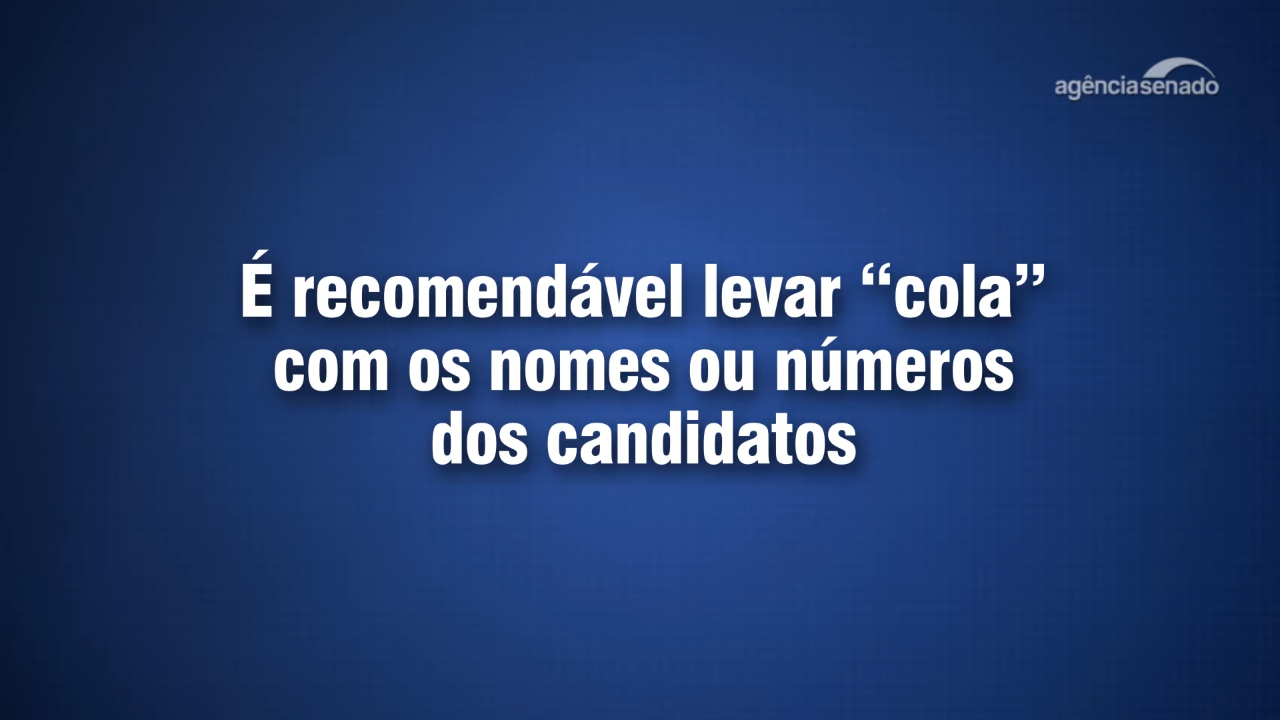 agênciasenado
É recomendável levar “cola”
com os nomes ou números
dos candidatos